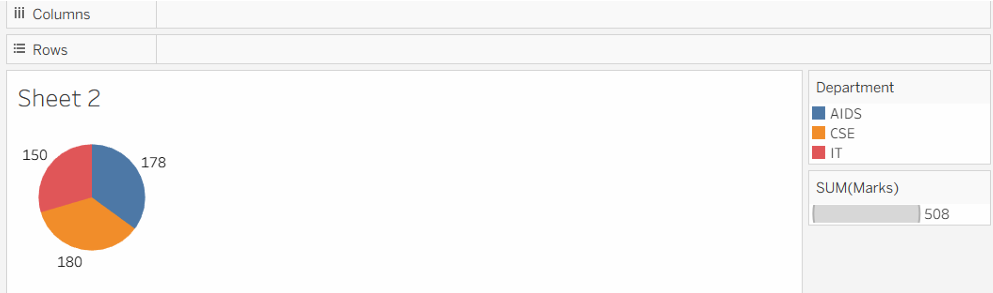 Columns
Rows
Sheet 2
150
178
180
Department
AIDS
CSE
IT
SUM(Marks)
508